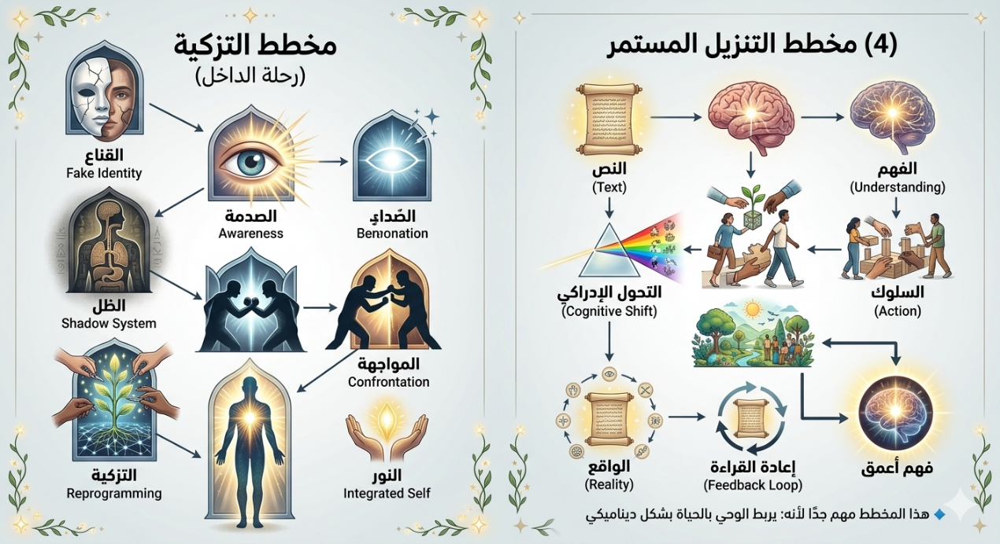 مخطط التزكية
(رحلة الداخل)
القناع
Fake Identity
الصدمة
Awareness
الصّداءٍ
Bemmonation
الظل
Shadow System
المواجهة
Confrontation
التزكية
Reprogramming
النور
Integrated Self
(4) مخطط التنزيل المستمر
النص
(Text)
الفهم
(Understanding)
التحول الإدراكي
(Cognitive Shift)
السلوك
(Action)
الواقع
(Reality)
إعادة القراءة
(Feedback Loop)
فهم أعمق
هذا المخطط مهم جدًا لأنه: يربط الوحي بالحياة بشكل ديناميكي